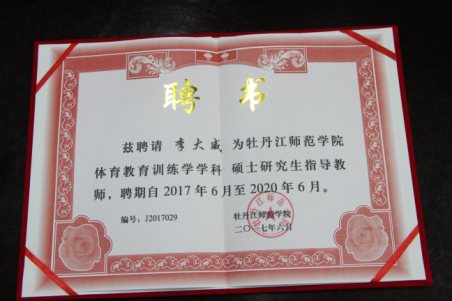 聘书
兹聘请 李大威 为牡丹江师范学院
体育教育训练学学科 硕士研究生指导教
师，聘期自2017年6月至2020年6月。
编号：J2017029
牡丹江师范学院
二〇一七年六月